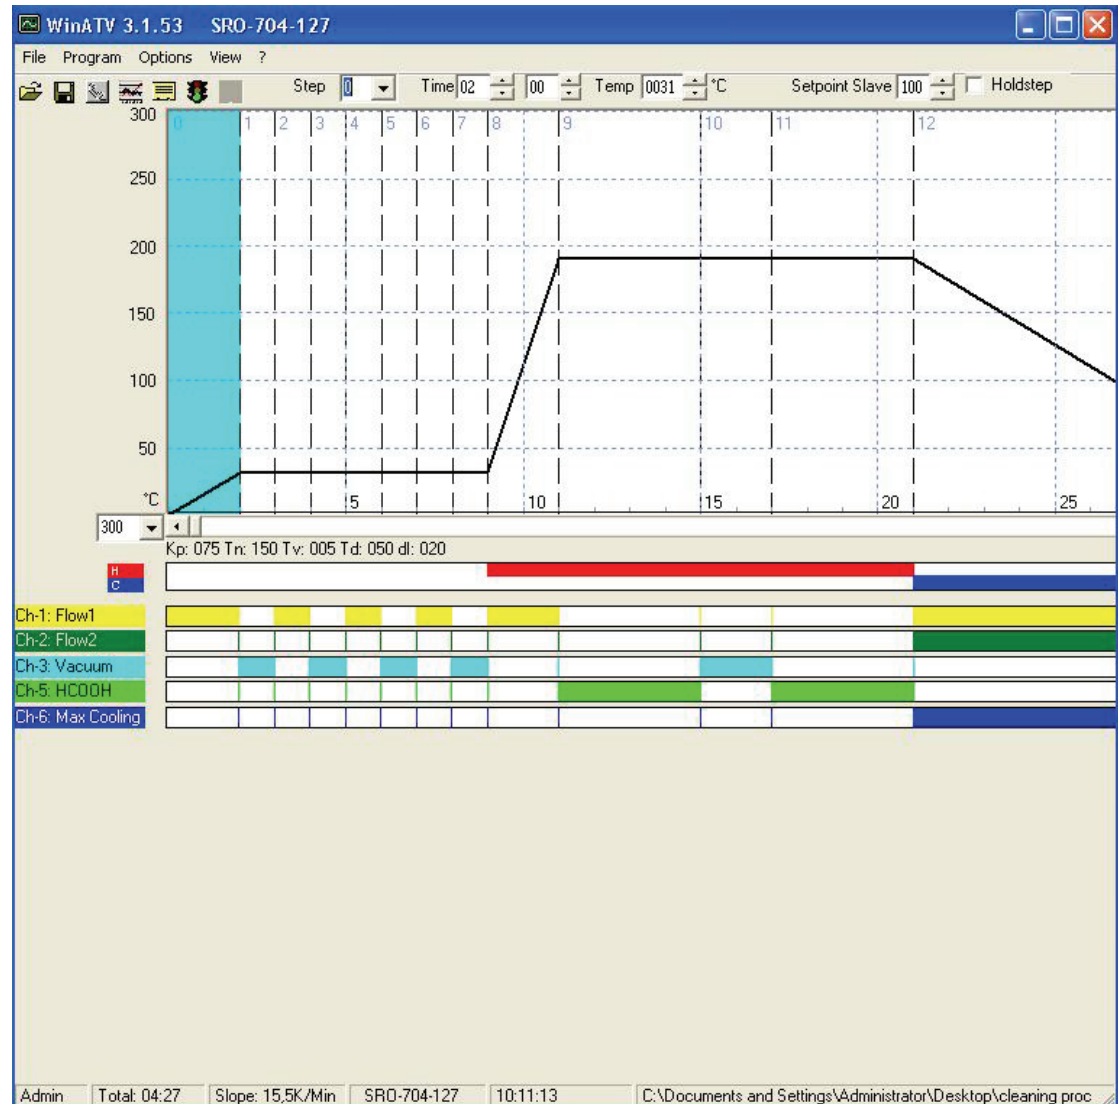 WinATV 3.1.53 SRO-704-127
File Program Options View ?
Step 0 Time 02 00 Temp 0031 °C Setpoint Slave 100 Holdstep
300 0 1 2 3 4 5 6 7 8 9 10 11 12
250
200
150
100
50
°C 5 10 15 20 25
300
Kp: 075 Tn: 150 Tv: 005 Td: 050 dl: 020
H
C
Ch-1: Flow1
Ch-2: Flow2
Ch-3: Vacuum
Ch-5: HCOOH
Ch-6: Max Cooling
Admin Total: 04:27 Slope: 15,5K/Min SRO-704-127 10:11:13 C:\Documents and Settings\Administrator\Desktop\cleaning proc